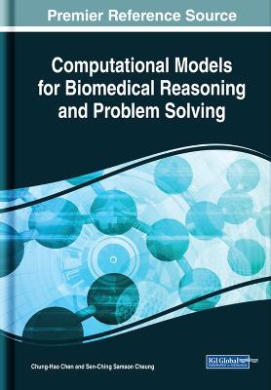 Premier Reference Source
Computational Models
for Biomedical Reasoning
and Problem Solving
Chung-Hao Chen and Sen-Ching Samson Cheung
IGI Global